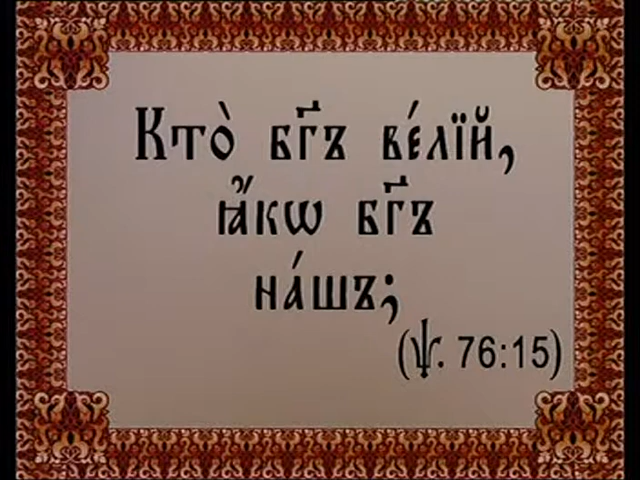 Кто̀ бг҃ъ ве́лїй,
ꙗ҆́кѡ бг҃ъ
на́шъ;
(ѱ. 76:15)